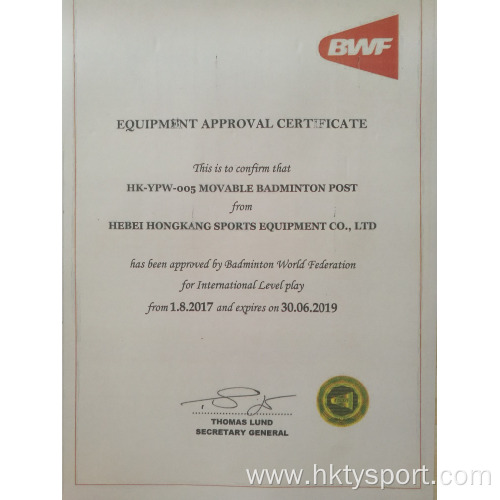 BWF
EQUIPMENT APPROVAL CERTIFICATE
This is to confirm that
HK-YPW-005 MOVABLE BADMINTON POST
from
HEBEI HONGKANG SPORTS EQUIPMENT CO., LTD
has been approved by Badminton World Federation
for International Level play
from 1.8.2017 and expires on 30.06.2019
THOMAS LUND
SECRETARY GENERAL
www.hktysport.com